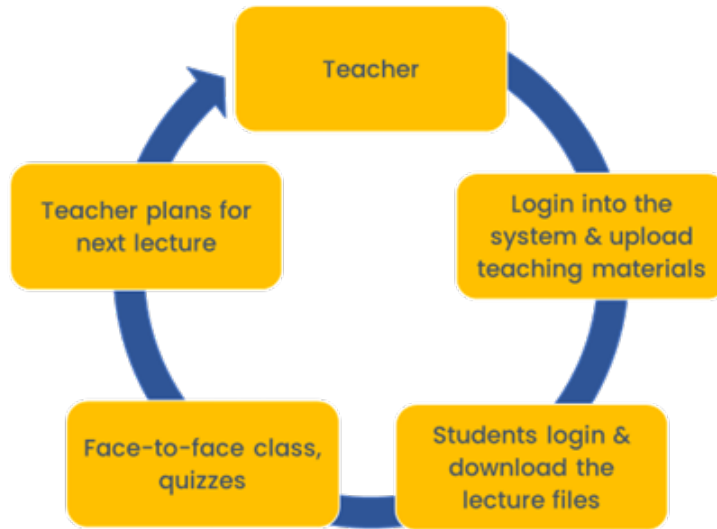 Teacher
Login into the
system & upload
teaching materials
Students login &
download the
lecture files
Face-to-face class,
quizzes
Teacher plans for
next lecture